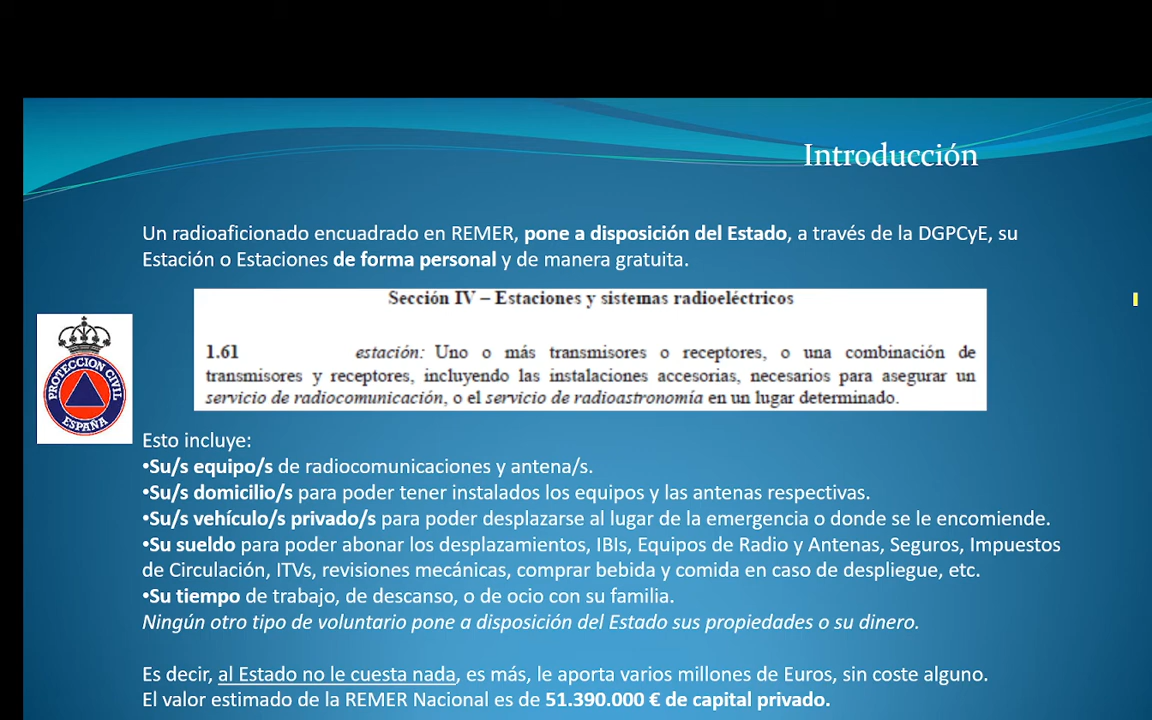 Introducción
Un radioaficionado encuadrado en REMER, pone a disposición del Estado, a través de la DGPCyE, su
Estación o Estaciones de forma personal y de manera gratuita.
Sección IV – Estaciones y sistemas radioeléctricos
1.61 estación: Uno o más transmisores o receptores, o una combinación de
transmisores y receptores, incluyendo las instalaciones accesorias, necesarios para asegurar un
servicio de radiocomunicación, o el servicio de radioastronomía en un lugar determinado.
PROTECCION CIVIL
ESPAÑA
Esto incluye:
•Su/s equipo/s de radiocomunicaciones y antena/s.
•Su/s domicilio/s para poder tener instalados los equipos y las antenas respectivas.
•Su/s vehículo/s privado/s para poder desplazarse al lugar de la emergencia o donde se le encomiende.
•Su sueldo para poder abonar los desplazamientos, IBIs, Equipos de Radio y Antenas, Seguros, Impuestos
de Circulación, ITVs, revisiones mecánicas, comprar bebida y comida en caso de despliegue, etc.
•Su tiempo de trabajo, de descanso, o de ocio con su familia.
Ningún otro tipo de voluntario pone a disposición del Estado sus propiedades o su dinero.
Es decir, al Estado no le cuesta nada, es más, le aporta varios millones de Euros, sin coste alguno.
El valor estimado de la REMER Nacional es de 51.390.000 € de capital privado.